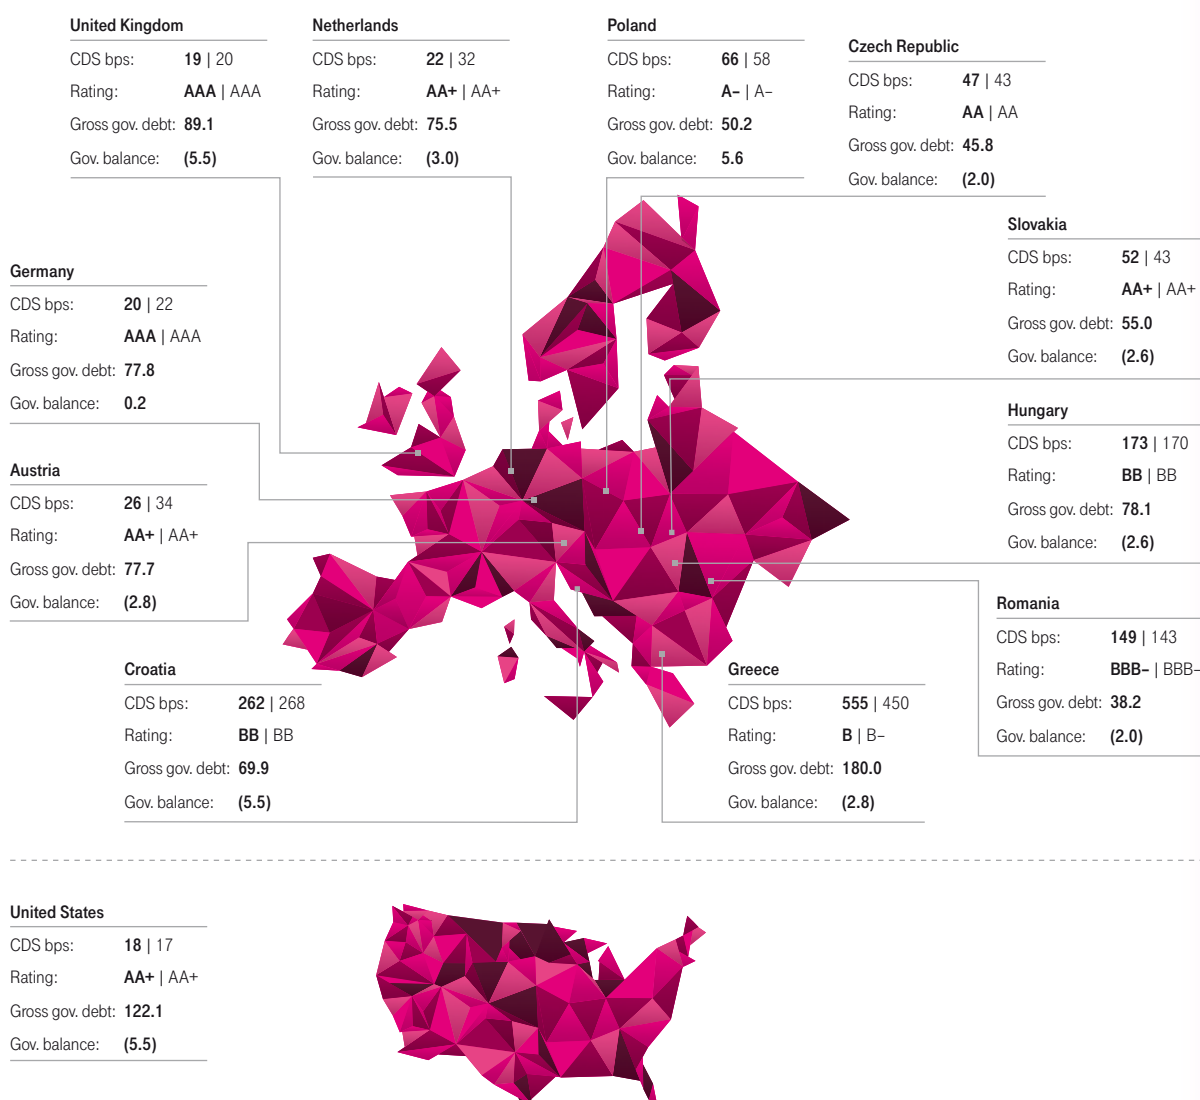 United Kingdom
CDS bps: 19 | 20
Rating: AAA | AAA
Gross gov. debt: 89.1
Gov. balance: (5.5)
Netherlands
CDS bps: 22 | 32
Rating: AA+ | AA+
Gross gov. debt: 75.5
Gov. balance: (3.0)
Poland
CDS bps: 66 | 58
Rating: A– | A–
Gross gov. debt: 50.2
Gov. balance: 5.6
Czech Republic
CDS bps: 47 | 43
Rating: AA | AA
Gross gov. debt: 45.8
Gov. balance: (2.0)
Slovakia
CDS bps: 52 | 43
Rating: AA+ | AA+
Gross gov. debt: 55.0
Gov. balance: (2.6)
Germany
CDS bps: 20 | 22
Rating: AAA | AAA
Gross gov. debt: 77.8
Gov. balance: 0.2
Hungary
CDS bps: 173 | 170
Rating: BB | BB
Gross gov. debt: 78.1
Gov. balance: (2.6)
Austria
CDS bps: 26 | 34
Rating: AA+ | AA+
Gross gov. debt: 77.7
Gov. balance: (2.8)
Romania
CDS bps: 149 | 143
Rating: BBB– | BBB–
Gross gov. debt: 38.2
Gov. balance: (2.0)
Croatia
CDS bps: 262 | 268
Rating: BB | BB
Gross gov. debt: 69.9
Gov. balance: (5.5)
Greece
CDS bps: 555 | 450
Rating: B | B–
Gross gov. debt: 180.0
Gov. balance: (2.8)
United States
CDS bps: 18 | 17
Rating: AA+ | AA+
Gross gov. debt: 122.1
Gov. balance: (5.5)